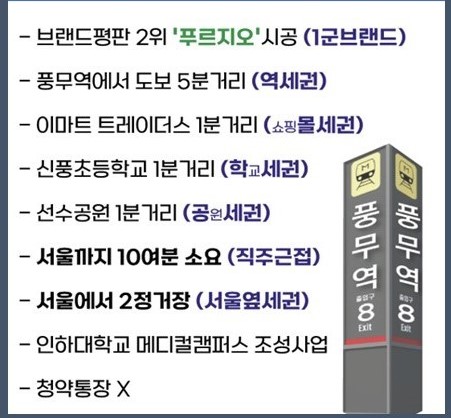 - 브랜드평판 2위 '푸르지오'시공 (1군브랜드)
- 풍무역에서 도보 5분거리 (역세권)
- 이마트 트레이더스 1분거리 (쇼핑몰세권)
- 신풍초등학교 1분거리 (학교세권)
- 선수공원 1분거리 (공원세권)
- 서울까지 10여분 소요 (직주근접)
- 서울에서 2정거장 (서울옆세권)
- 인하대학교 메디컬캠퍼스 조성사업
- 청약통장 X
M
풍무역
출입구
8
Exit
M
풍무역
출입구
8
Exit